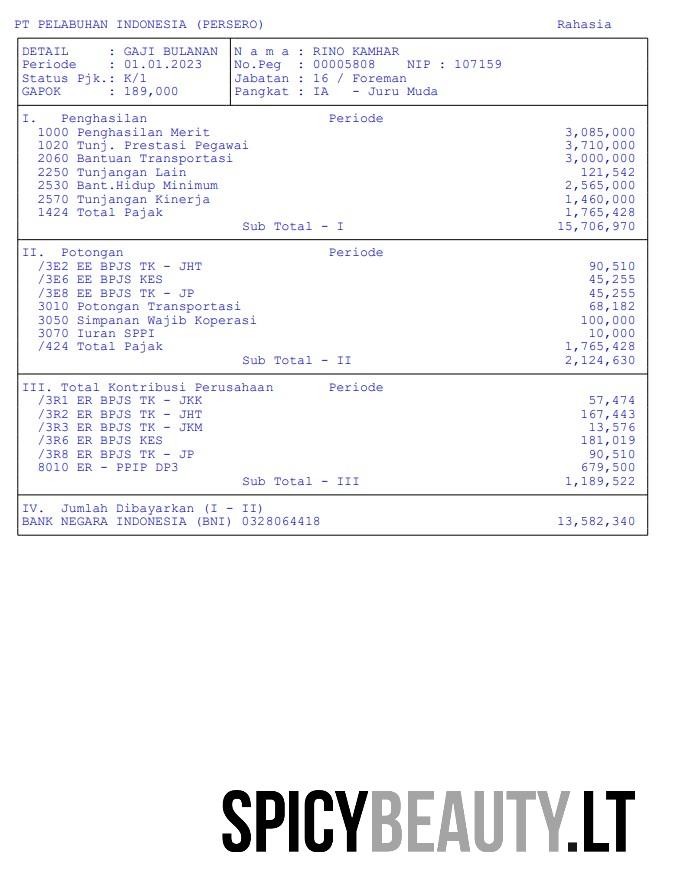 PT PELABUHAN INDONESIA (PERSERO) Rahasia
DETAIL : GAJI BULANAN N a m a : RINO KAMHAR
Periode : 01.01.2023 No.Peg : 00005808 NIP : 107159
Status Pjk.: K/1 Jabatan : 16 / Foreman
GAPOK : 189,000 Pangkat : IA - Juru Muda
I. Penghasilan Periode
1000 Penghasilan Merit 3,085,000
1020 Tunj. Prestasi Pegawai 3,710,000
2060 Bantuan Transportasi 3,000,000
2250 Tunjangan Lain 121,542
2530 Bant.Hidup Minimum 2,565,000
2570 Tunjangan Kinerja 1,460,000
1424 Total Pajak 1,765,428
Sub Total - I 15,706,970
II. Potongan Periode
/3E2 EE BPJS TK - JHT 90,510
/3E6 EE BPJS KES 45,255
/3E8 EE BPJS TK - JP 45,255
3010 Potongan Transportasi 68,182
3050 Simpanan Wajib Koperasi 100,000
3070 Iuran SPPI 10,000
/424 Total Pajak 1,765,428
Sub Total - II 2,124,630
III. Total Kontribusi Perusahaan Periode
/3R1 ER BPJS TK - JKK 57,474
/3R2 ER BPJS TK - JHT 167,443
/3R3 ER BPJS TK - JKM 13,576
/3R6 ER BPJS KES 181,019
/3R8 ER BPJS TK - JP 90,510
8010 ER - PPIP DP3 679,500
Sub Total - III 1,189,522
IV. Jumlah Dibayarkan (I - II)
BANK NEGARA INDONESIA (BNI) 0328064418 13,582,340
SPICYBEAUTY.LT